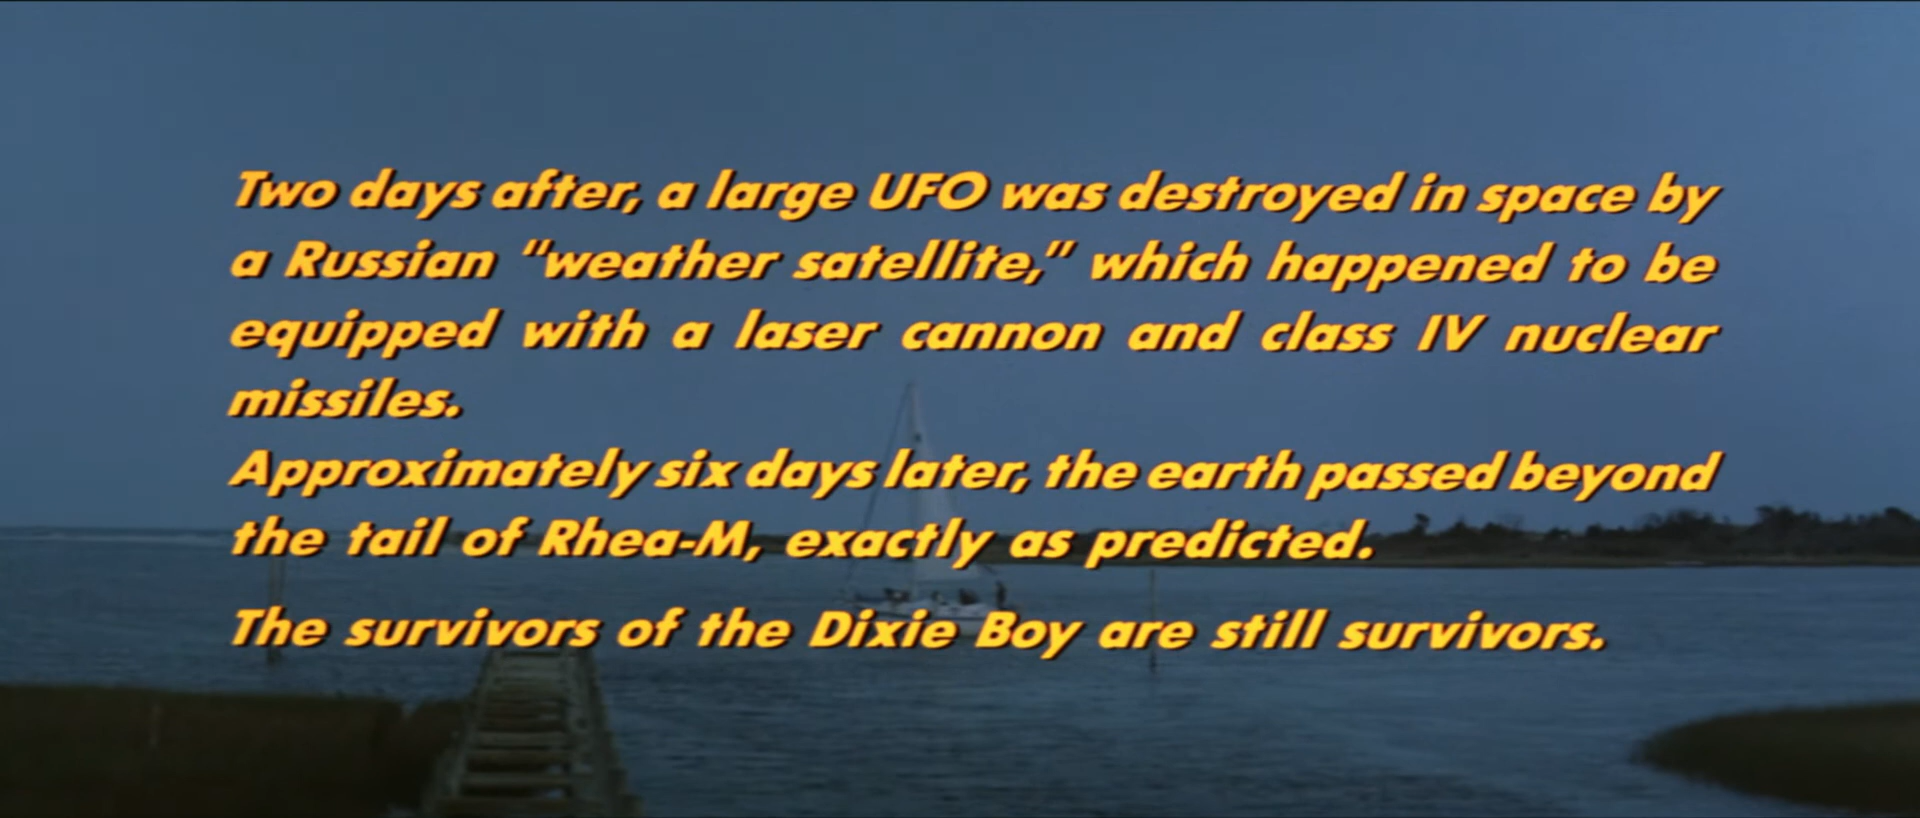 Two days after, a large UFO was destroyed in space by
a Russian "weather satellite," which happened to be
equipped with a laser cannon and class IV nuclear
missiles.
Approximately six days later, the earth passed beyond
the tail of Rhea-M, exactly as predicted.
The survivors of the Dixie Boy are still survivors.